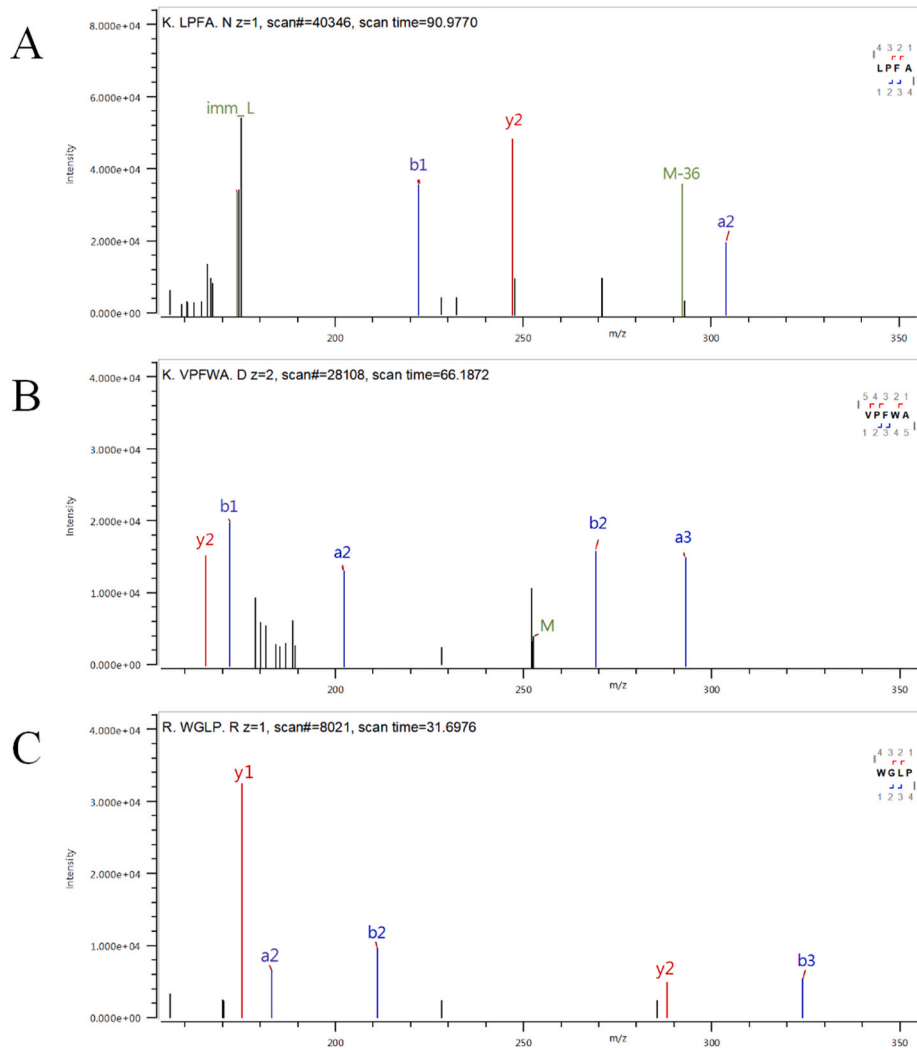 A
K. LPFA. N z=1, scan#=40346, scan time=90.9770
4 3 2 1
L P F A
1 2 3 4
8.000e+04
6.000e+04
4.000e+04
2.000e+04
0.000e+00
Intensity
imm_L
b1
y2
M-36
a2
200
250
300
350
m/z
B
K. VPFWA. D z=2, scan#=28108, scan time=66.1872
5 4 3 2 1
V P F W A
1 2 3 4 5
4.000e+04
3.000e+04
2.000e+04
1.000e+04
0.000e+00
Intensity
y2
b1
a2
M
b2
a3
200
250
300
350
m/z
C
R. WGLP. R z=1, scan#=8021, scan time=31.6976
4 3 2 1
W G L P
1 2 3 4
4.000e+04
3.000e+04
2.000e+04
1.000e+04
0.000e+00
Intensity
y1
a2
b2
y2
b3
200
250
300
350
m/z